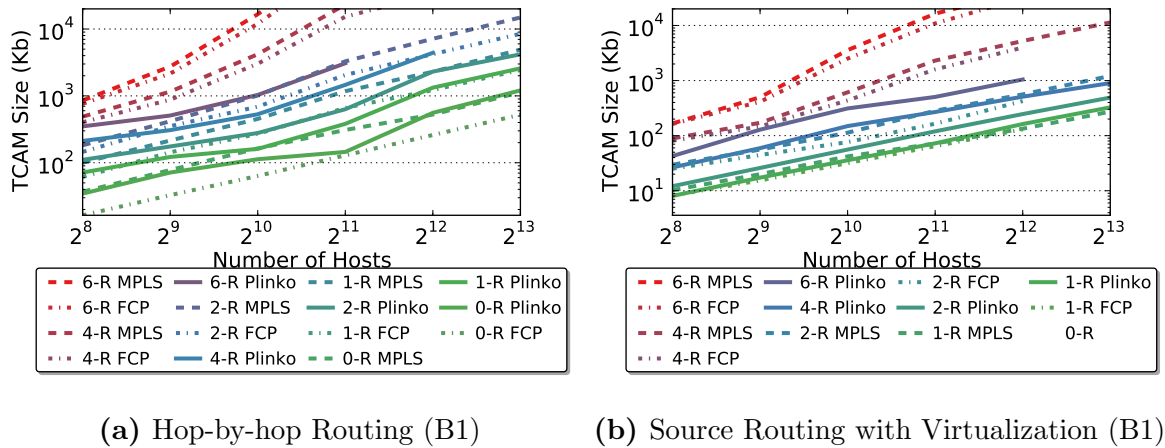 TCAM Size (Kb)
10^4
10^3
10^2
2^8 2^9 2^10 2^11 2^12 2^13
Number of Hosts
6-R MPLS 6-R Plinko 1-R MPLS 1-R Plinko
6-R FCP 2-R MPLS 2-R Plinko 0-R Plinko
4-R MPLS 2-R FCP 1-R FCP 0-R FCP
4-R FCP 4-R Plinko 0-R MPLS
(a) Hop-by-hop Routing (B1)
TCAM Size (Kb)
10^4
10^3
10^2
10^1
2^8 2^9 2^10 2^11 2^12 2^13
Number of Hosts
6-R MPLS 6-R Plinko 2-R FCP 1-R Plinko
6-R FCP 4-R Plinko 2-R Plinko 1-R FCP
4-R MPLS 2-R MPLS 1-R MPLS 0-R
4-R FCP
(b) Source Routing with Virtualization (B1)